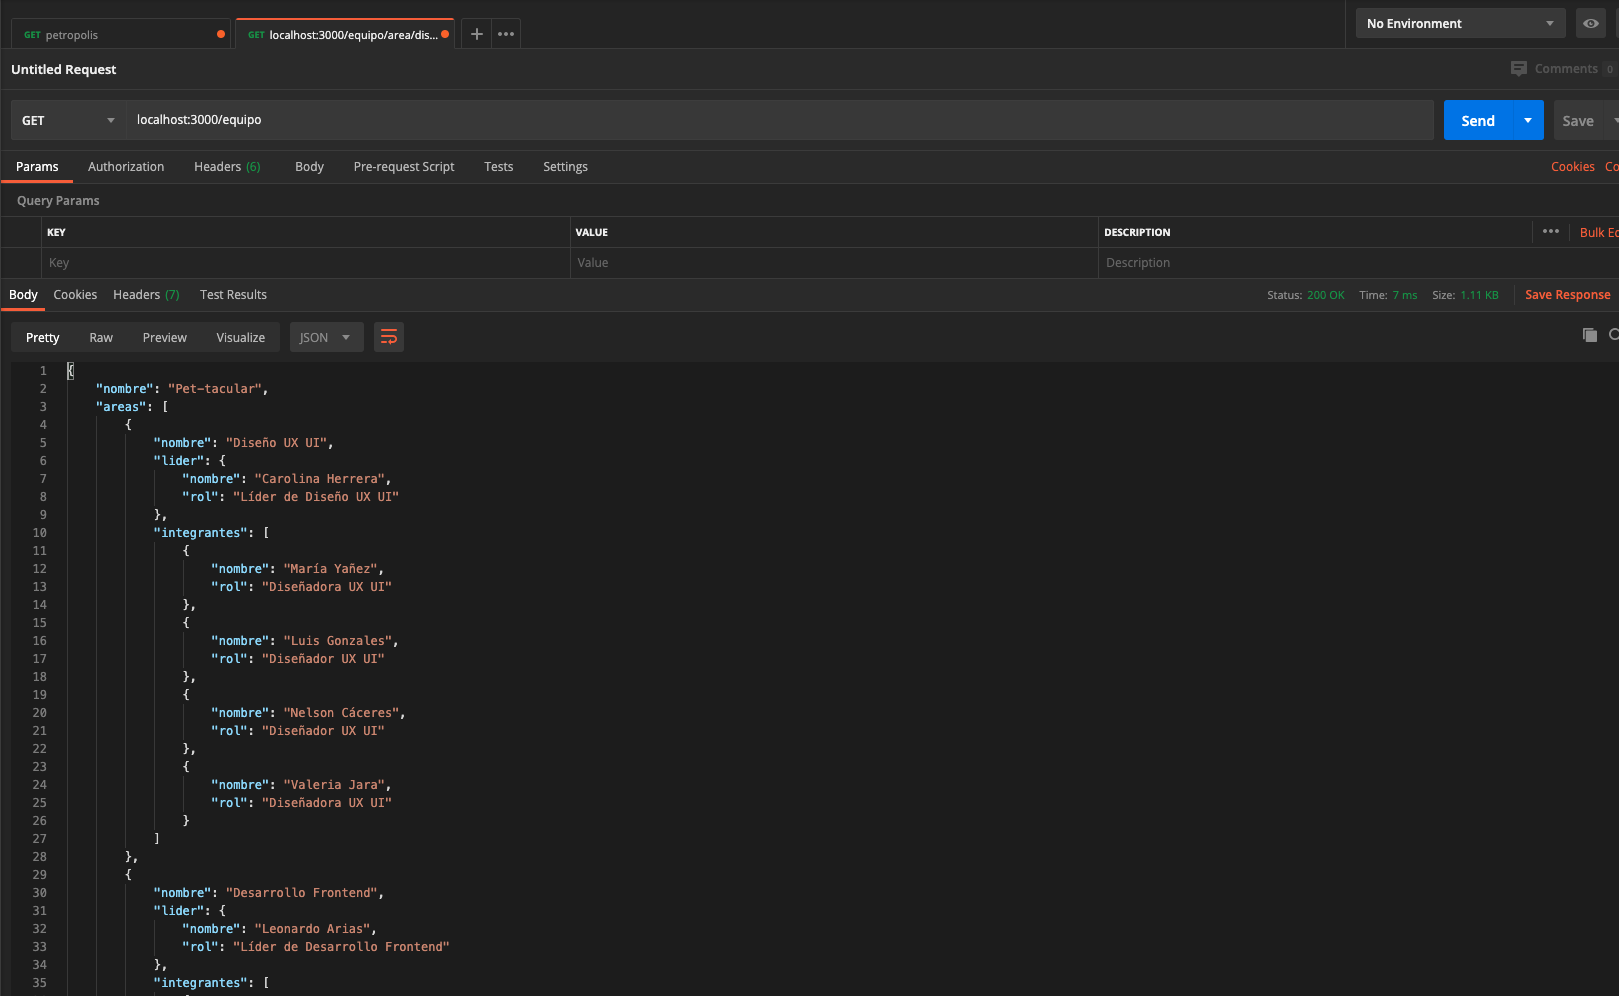 GET petropolis
GET localhost:3000/equipo/area/dis...
No Environment
Untitled Request
Comments 0
GET localhost:3000/equipo Send Save
Params Authorization Headers (6) Body Pre-request Script Tests Settings Cookies Co
Query Params
KEY VALUE DESCRIPTION Bulk Ed
Key Value Description
Body Cookies Headers (7) Test Results Status: 200 OK Time: 7 ms Size: 1.11 KB Save Response
Pretty Raw Preview Visualize JSON
1 {
2 "nombre": "Pet-tacular",
3 "areas": [
4 {
5 "nombre": "Diseño UX UI",
6 "lider": {
7 "nombre": "Carolina Herrera",
8 "rol": "Líder de Diseño UX UI"
9 },
10 "integrantes": [
11 {
12 "nombre": "María Yañez",
13 "rol": "Diseñadora UX UI"
14 },
15 {
16 "nombre": "Luis Gonzales",
17 "rol": "Diseñador UX UI"
18 },
19 {
20 "nombre": "Nelson Cáceres",
21 "rol": "Diseñador UX UI"
22 },
23 {
24 "nombre": "Valeria Jara",
25 "rol": "Diseñadora UX UI"
26 }
27 ]
28 },
29 {
30 "nombre": "Desarrollo Frontend",
31 "lider": {
32 "nombre": "Leonardo Arias",
33 "rol": "Líder de Desarrollo Frontend"
34 },
35 "integrantes": [